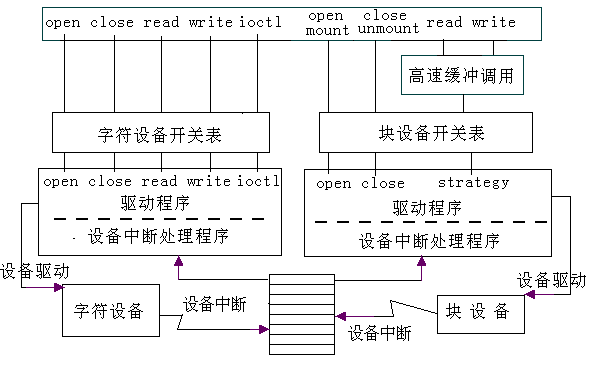 open close read write ioctl
open close read write
mount unmount
高速缓冲调用
字符设备开关表
块设备开关表
open close read write ioctl
驱动程序
设备中断处理程序
open close strategy
驱动程序
设备中断处理程序
设备驱动
设备驱动
字符设备
设备中断
设备中断
块设备